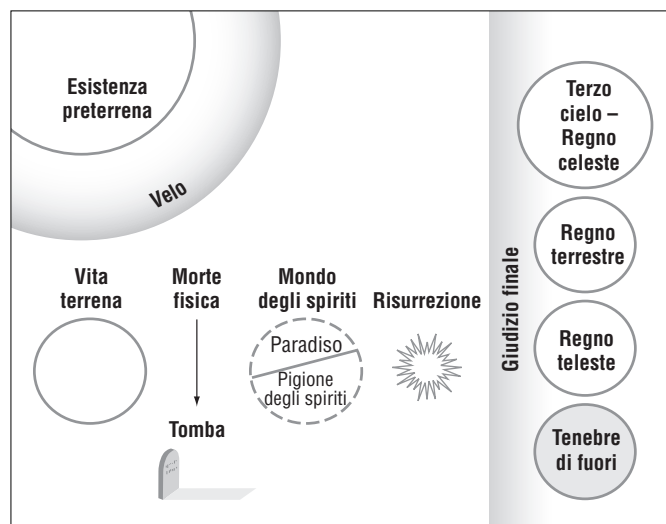 Esistenza
preterrena
Velo
Vita
terrena
Morte
fisica
Tomba
Mondo
degli spiriti
Paradiso
Pigione
degli spiriti
Risurrezione
Giudizio finale
Terzo
cielo –
Regno
celeste
Regno
terrestre
Regno
teleste
Tenebre
di fuori